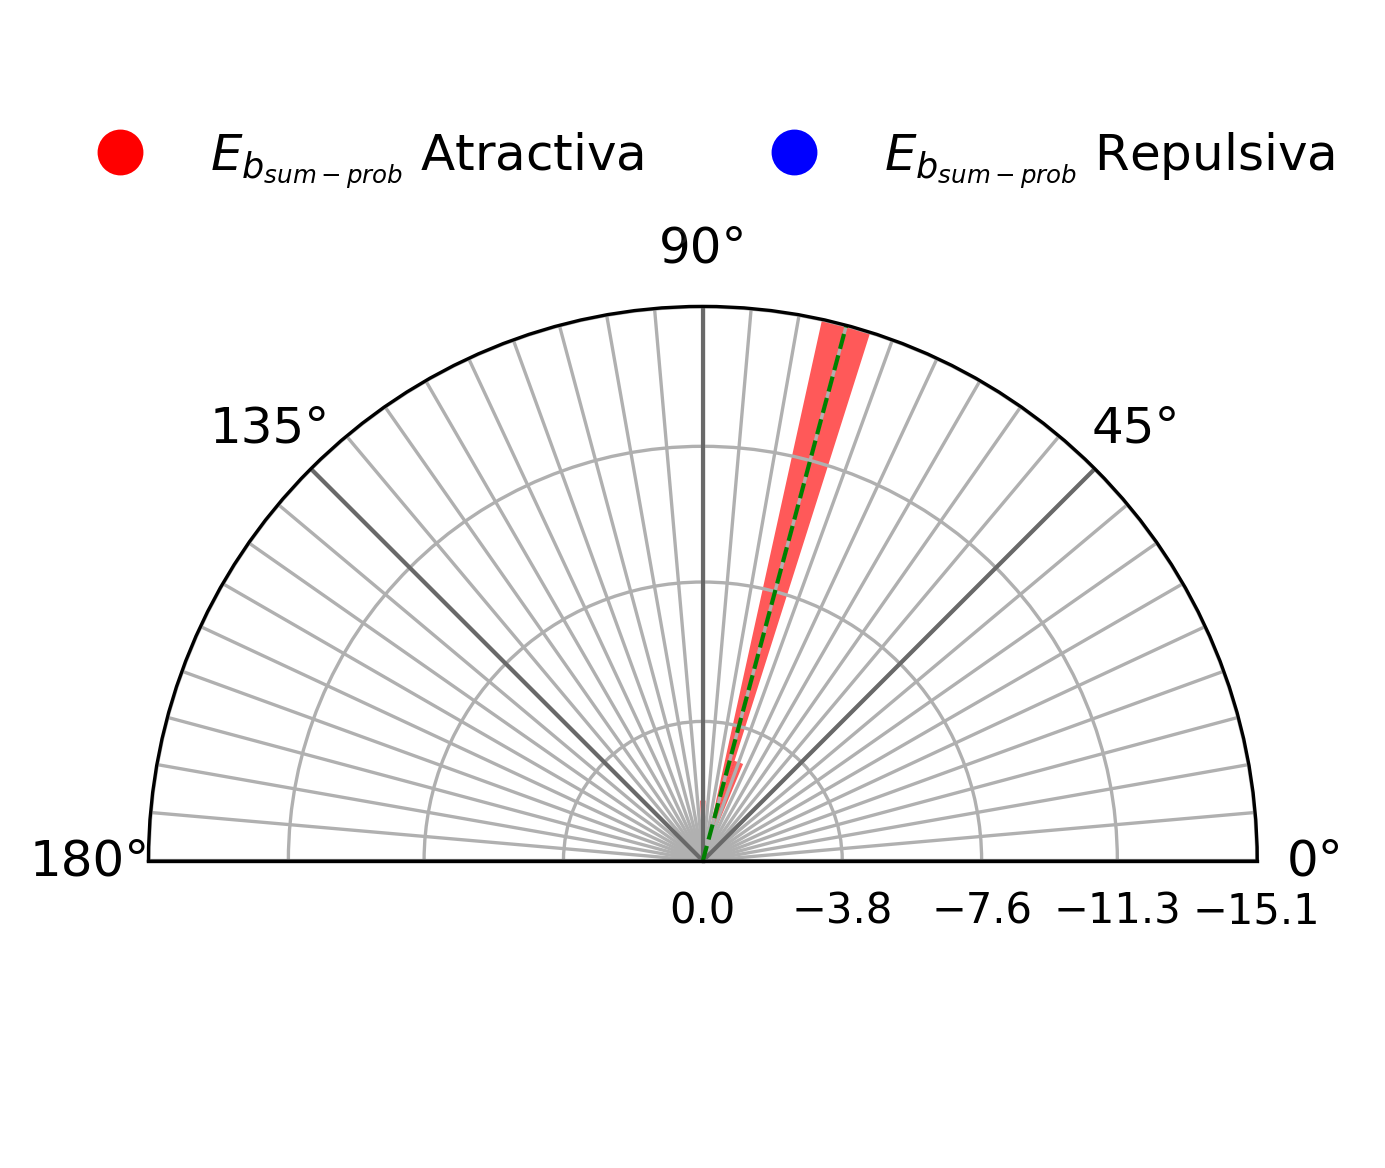 E_{b_{sum−prob}} Atractiva E_{b_{sum−prob}} Repulsiva
90°
135° 45°
180° 0°
0.0 −3.8 −7.6 −11.3 −15.1